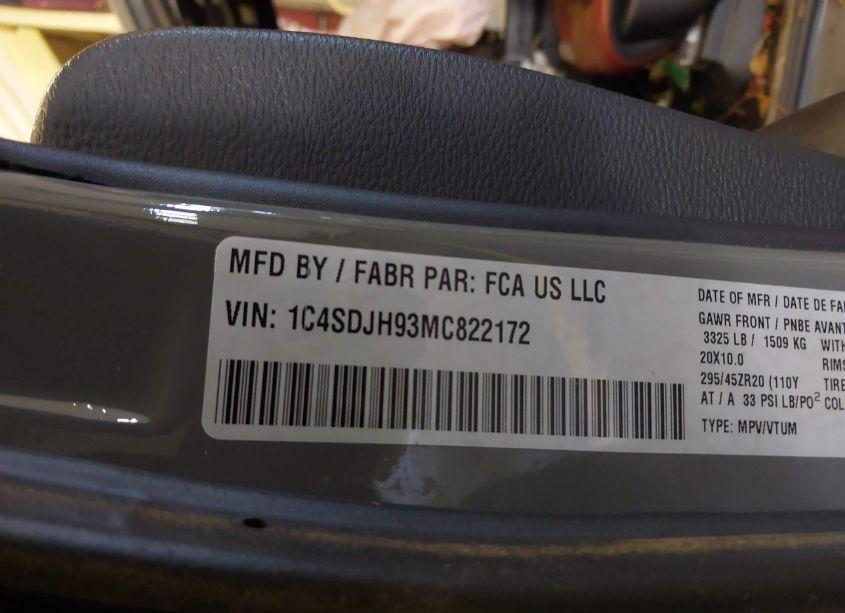 MFD BY / FABR PAR: FCA US LLC
VIN: 1C4SDJH93MC822172
DATE OF MFR / DATE DE FA
GAWR FRONT / PNBE AVANT
3325 LB / 1509 KG WITH
20X10.0 RIMS
295/45ZR20 (110Y TIRE
AT / A 33 PSI LB/PO² COL
TYPE: MPV/VTUM